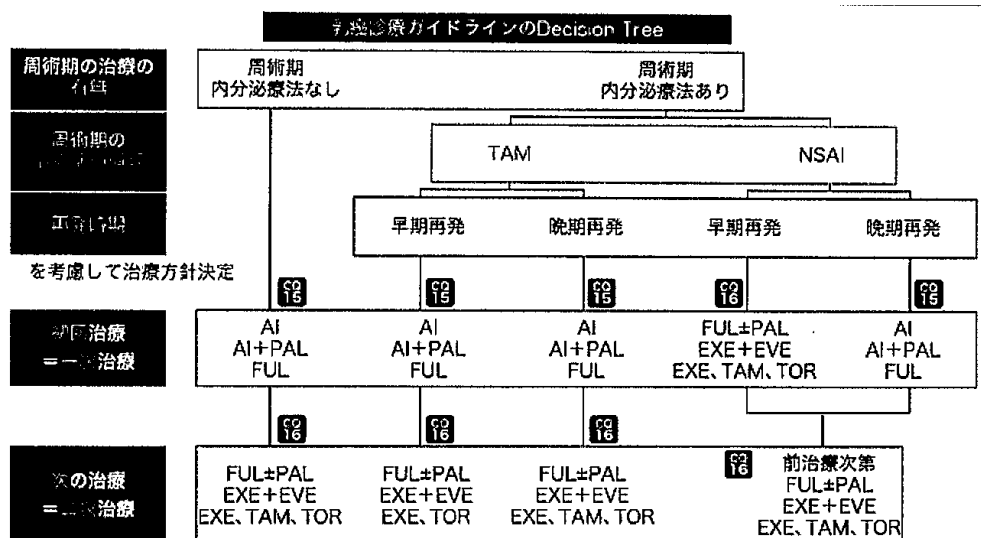 乳癌診療ガイドラインのDecision Tree
周術期の治療の
有無
周術期
内分泌療法なし
周術期
内分泌療法あり
周術期の
TAM
NSAI
再発時期
早期再発
晩期再発
早期再発
晩期再発
を考慮して治療方針決定
CQ
15
CQ
15
CQ
15
CQ
16
CQ
15
初回治療
=一次治療
AI
AI+PAL
FUL
AI
AI+PAL
FUL
AI
AI+PAL
FUL
FUL±PAL
EXE+EVE
EXE、TAM、TOR
AI
AI+PAL
FUL
CQ
16
CQ
16
CQ
16
CQ
16
次の治療
=二次治療
FUL±PAL
EXE+EVE
EXE、TAM、TOR
FUL±PAL
EXE+EVE
EXE、TOR
FUL±PAL
EXE+EVE
EXE、TAM、TOR
前治療次第
FUL±PAL
EXE+EVE
EXE、TAM、TOR